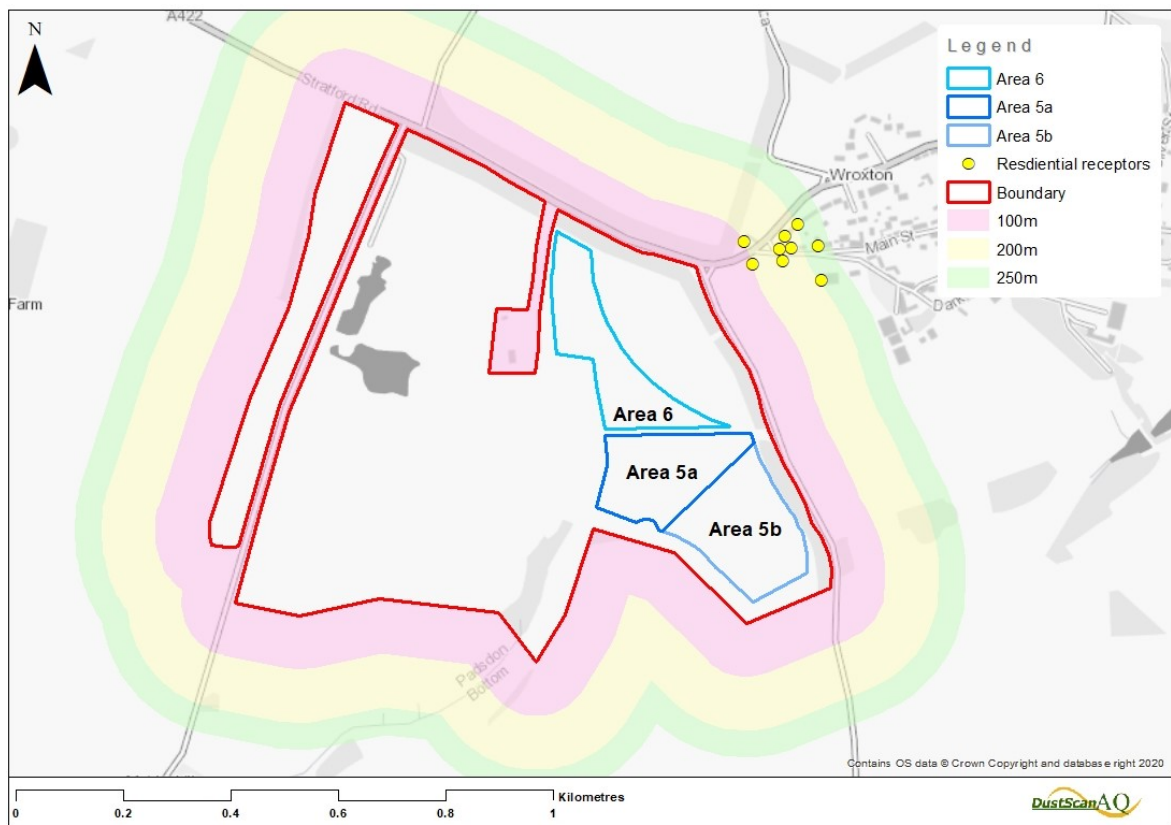 A422
N
Stratford Rd
Legend
Area 6
Area 5a
Area 5b
Resdiential receptors
Boundary
100m
200m
250m
Wroxton
Main St
Dark
Farm
Area 6
Area 5a
Area 5b
Padsdon
Bottom
Contains OS data © Crown Copyright and database right 2020
Kilometres
0 0.2 0.4 0.6 0.8 1
DustScanAQ